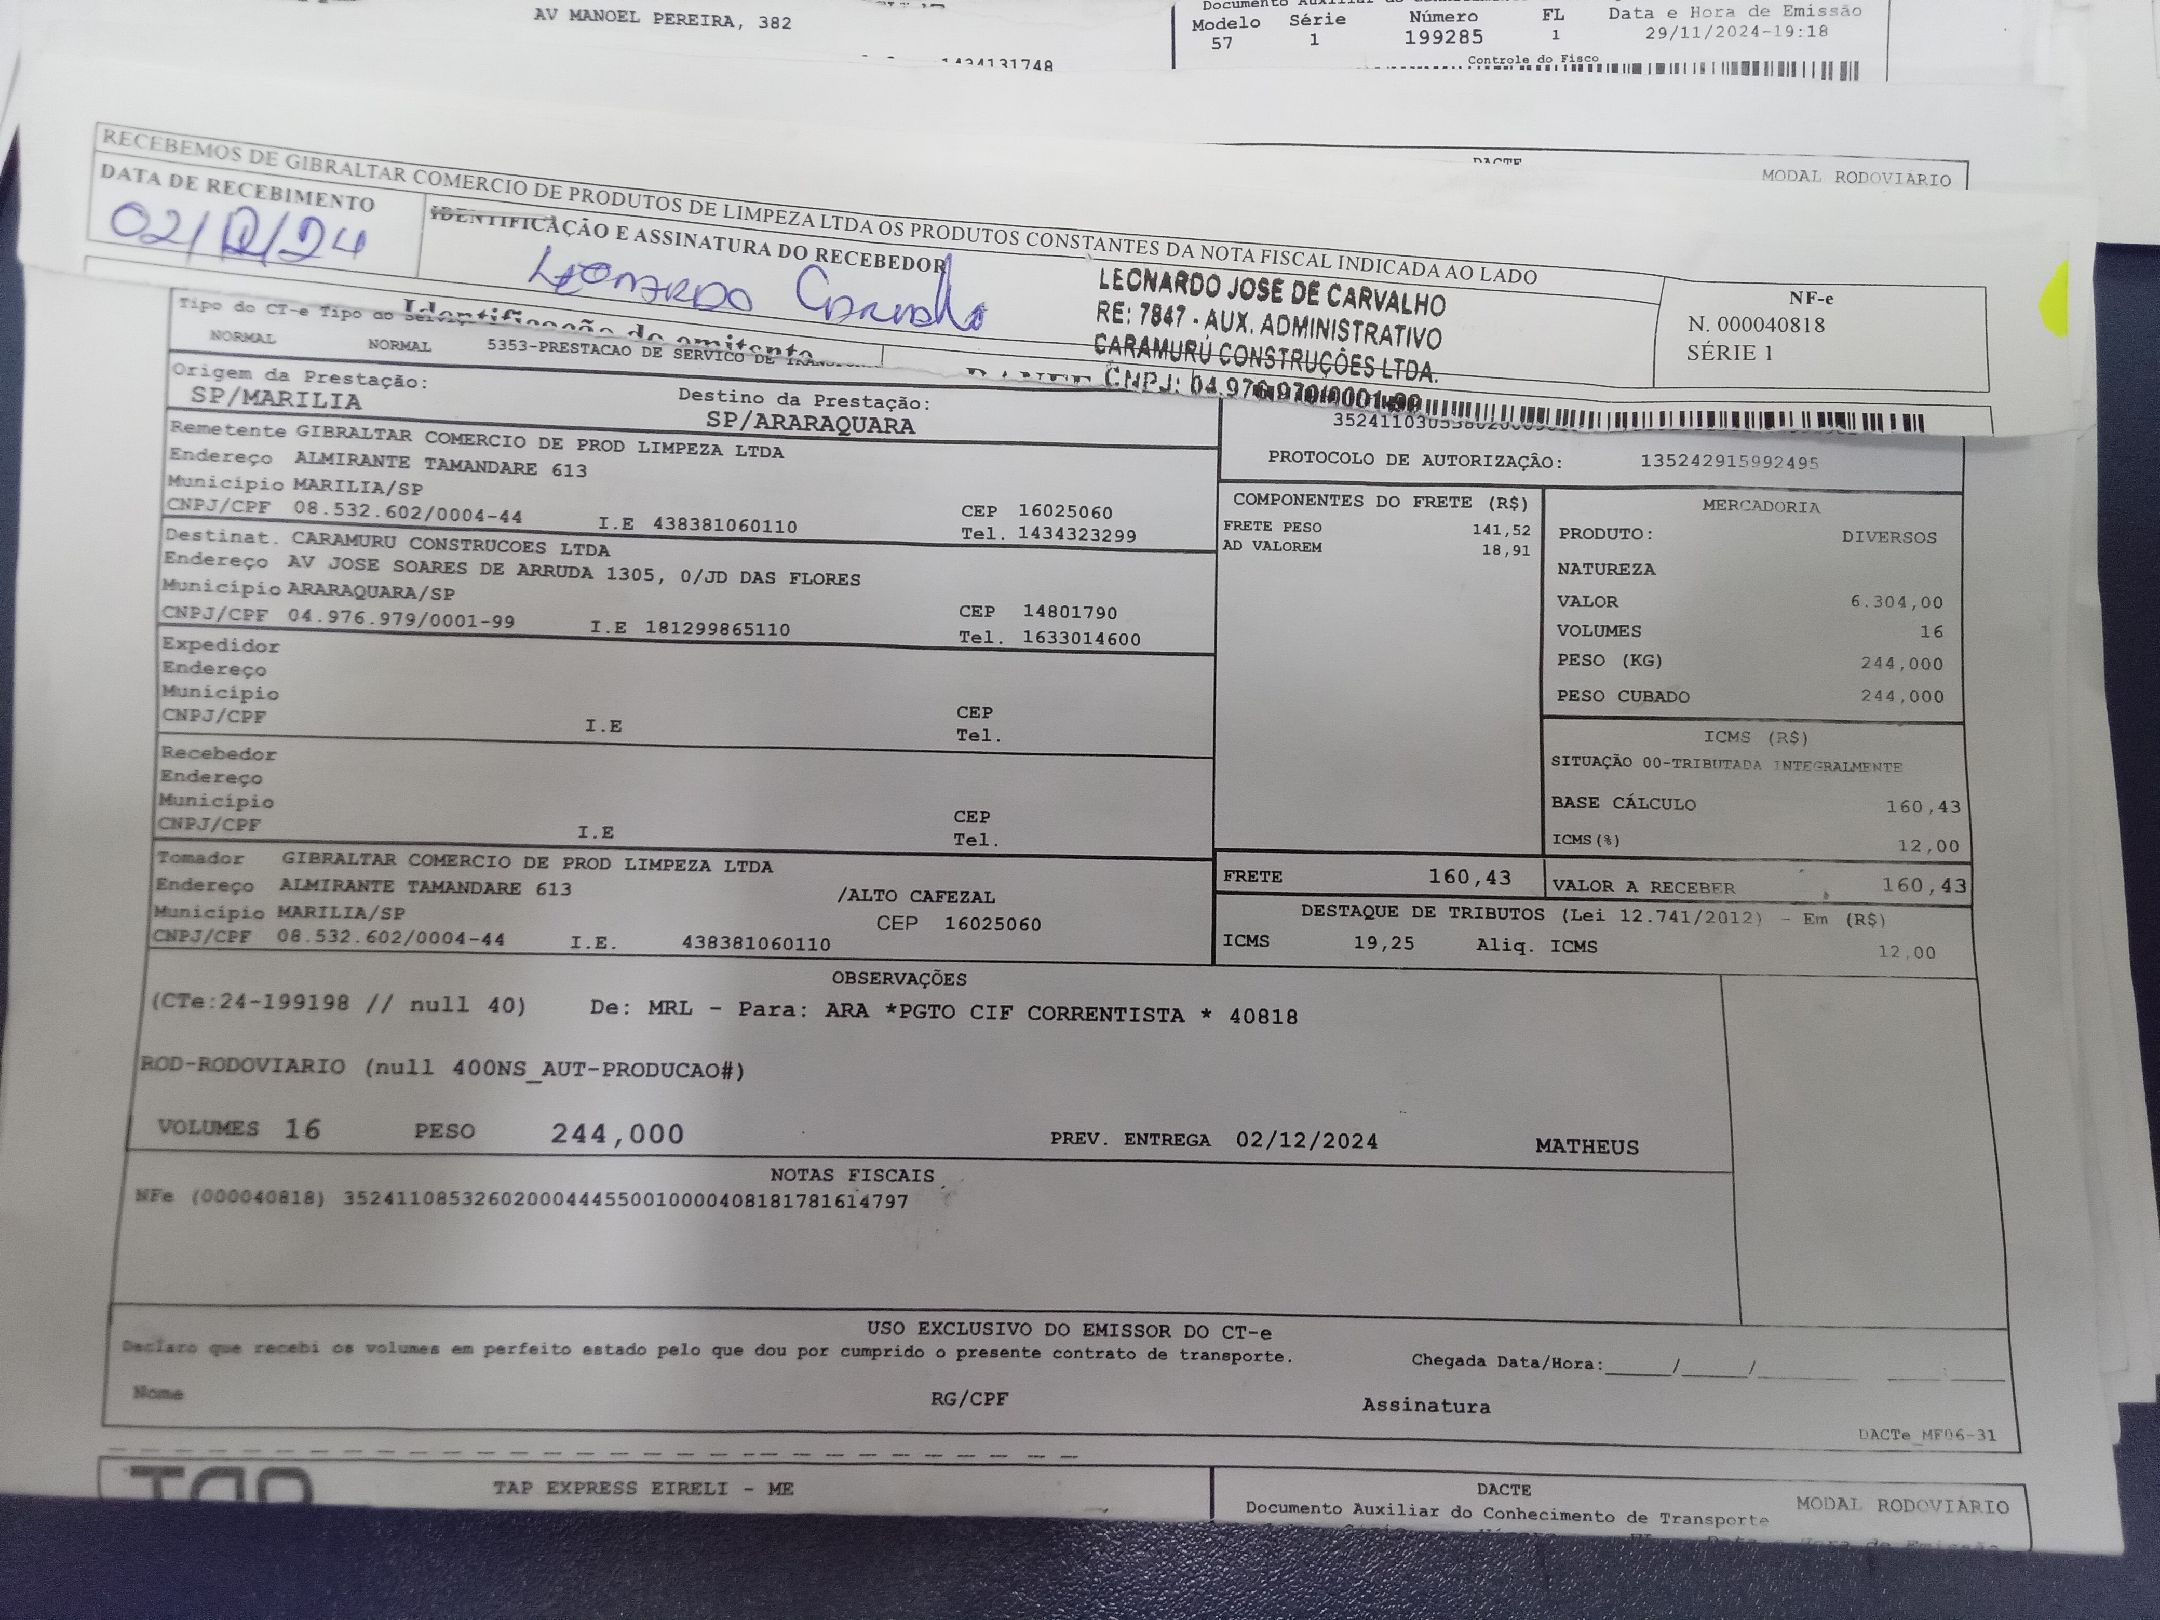 AV MANOEL PEREIRA, 382
Modelo Série Número FL Data e Hora de Emissão
57 1 199285 1 29/11/2024-19:18
Controle do Fisco
1434131748
DACTE
MODAL RODOVIARIO
RECEBEMOS DE GIBRALTAR COMERCIO DE PRODUTOS DE LIMPEZA LTDA OS PRODUTOS CONSTANTES DA NOTA FISCAL INDICADA AO LADO
DATA DE RECEBIMENTO
02/12/24
IDENTIFICAÇÃO E ASSINATURA DO RECEBEDOR
Leonardo Carvalho
LEONARDO JOSE DE CARVALHO
RE: 7847 - AUX. ADMINISTRATIVO
CARAMURÚ CONSTRUÇÕES LTDA.
CNPJ: 04.976.979/0001-99
NF-e
N. 000040818
SÉRIE 1
Tipo do CT-e Tipo do
NORMAL NORMAL 5353-PRESTACAO DE SERVICO DE
Origem da Prestação:
SP/MARILIA
Destino da Prestação:
SP/ARARAQUARA
PROTOCOLO DE AUTORIZAÇÃO: 135242915992495
Remetente GIBRALTAR COMERCIO DE PROD LIMPEZA LTDA
Endereço ALMIRANTE TAMANDARE 613
Município MARILIA/SP CEP 16025060
CNPJ/CPF 08.532.602/0004-44 I.E 438381060110 Tel. 1434323299
Destinat. CARAMURU CONSTRUCOES LTDA
Endereço AV JOSE SOARES DE ARRUDA 1305, 0/JD DAS FLORES
Município ARARAQUARA/SP CEP 14801790
CNPJ/CPF 04.976.979/0001-99 I.E 181299865110 Tel. 1633014600
Expedidor
Endereço
Município CEP
CNPJ/CPF I.E Tel.
Recebedor
Endereço
Município CEP
CNPJ/CPF I.E Tel.
Tomador GIBRALTAR COMERCIO DE PROD LIMPEZA LTDA
Endereço ALMIRANTE TAMANDARE 613 /ALTO CAFEZAL
Município MARILIA/SP CEP 16025060
CNPJ/CPF 08.532.602/0004-44 I.E. 438381060110
COMPONENTES DO FRETE (R$)
FRETE PESO 141,52
AD VALOREM 18,91
MERCADORIA
PRODUTO: DIVERSOS
NATUREZA
VALOR 6.304,00
VOLUMES 16
PESO (KG) 244,000
PESO CUBADO 244,000
ICMS (R$)
SITUAÇÃO 00-TRIBUTADA INTEGRALMENTE
BASE CÁLCULO 160,43
ICMS(%) 12,00
FRETE 160,43 VALOR A RECEBER 160,43
DESTAQUE DE TRIBUTOS (Lei 12.741/2012) - Em (R$)
ICMS 19,25 Aliq. ICMS 12,00
OBSERVAÇÕES
(CTe:24-199198 // null 40) De: MRL - Para: ARA *PGTO CIF CORRENTISTA * 40818
ROD-RODOVIARIO (null 400NS_AUT-PRODUCAO#)
VOLUMES 16 PESO 244,000 PREV. ENTREGA 02/12/2024 MATHEUS
NOTAS FISCAIS
NFe (000040818) 35241108532602000444550010000408181781614797
USO EXCLUSIVO DO EMISSOR DO CT-e
Declaro que recebi os volumes em perfeito estado pelo que dou por cumprido o presente contrato de transporte. Chegada Data/Hora:____/____/____
Nome RG/CPF Assinatura
DACTe_MF06-31
TAP
TAP EXPRESS EIRELI - ME
DACTE
Documento Auxiliar do Conhecimento de Transporte
MODAL RODOVIARIO